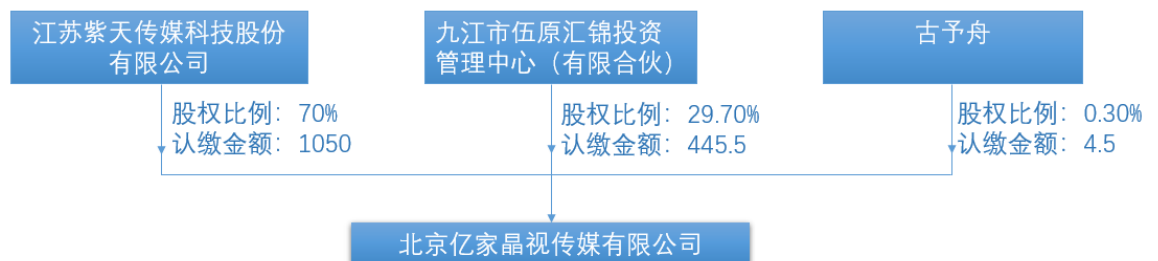 江苏紫天传媒科技股份
有限公司
九江市伍原汇锦投资
管理中心（有限合伙）
古予舟
股权比例：70%
认缴金额：1050
股权比例：29.70%
认缴金额：445.5
股权比例：0.30%
认缴金额：4.5
北京亿家晶视传媒有限公司